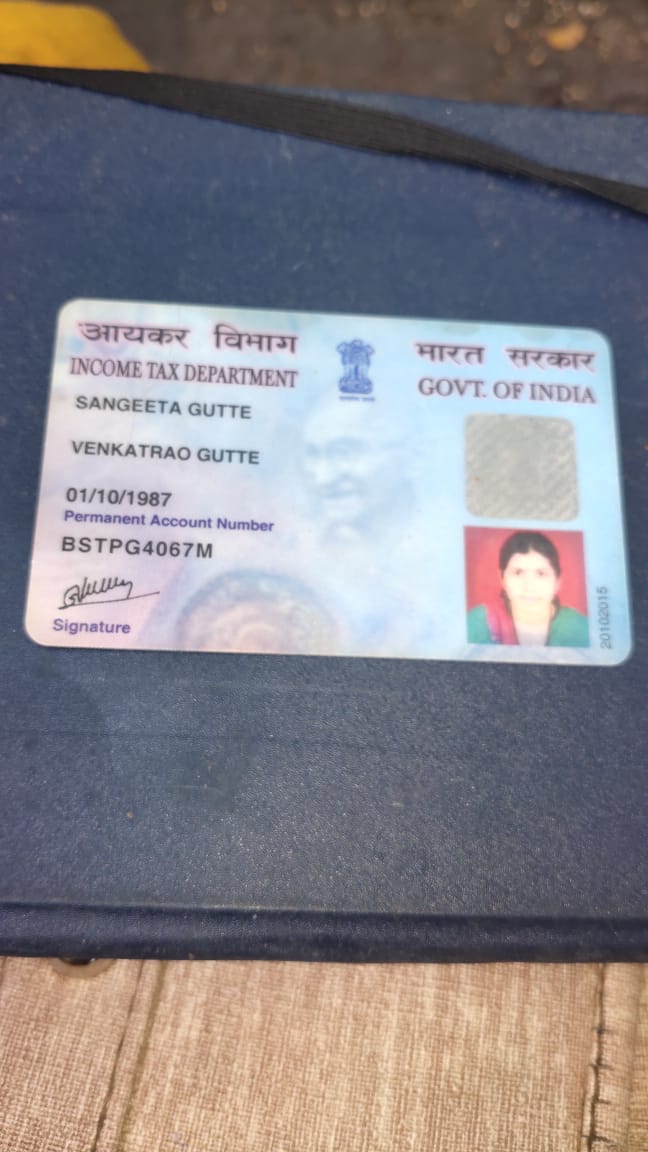 आयकर विभाग
INCOME TAX DEPARTMENT
भारत सरकार
GOVT. OF INDIA
SANGEETA GUTTE
VENKATRAO GUTTE
01/10/1987
Permanent Account Number
BSTPG4067M
Signature
20102015